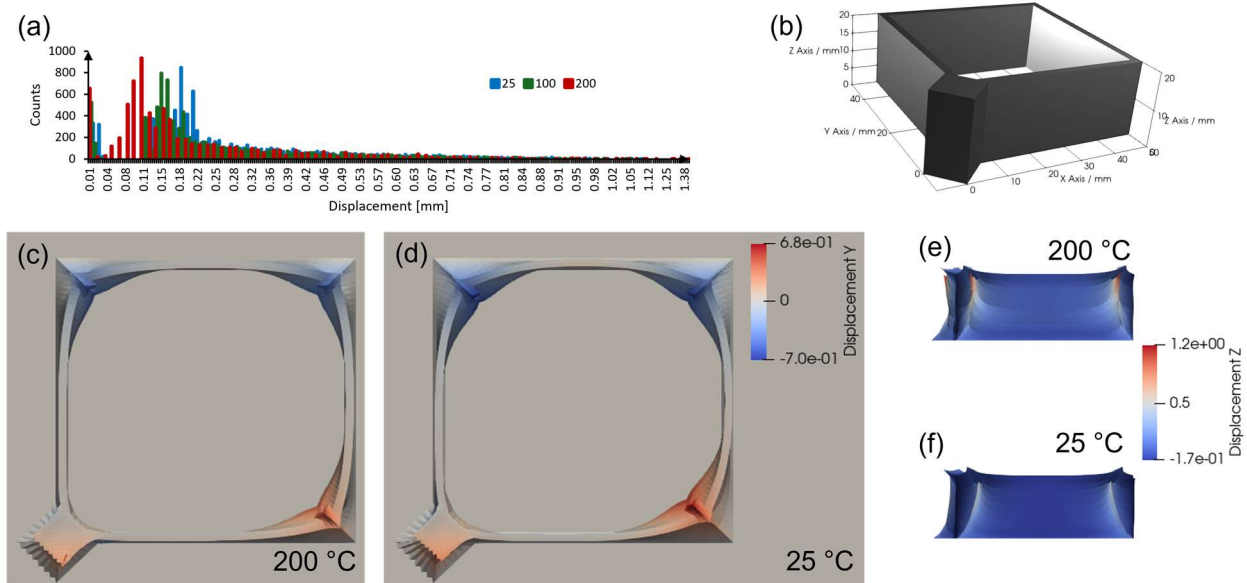 (a)
1000
800
600
400
200
0
Counts
25 100 200
0.01 0.04 0.08 0.11 0.15 0.18 0.22 0.25 0.28 0.32 0.36 0.39 0.42 0.46 0.49 0.53 0.56 0.60 0.63 0.67 0.71 0.74 0.77 0.81 0.84 0.88 0.91 0.95 0.98 1.02 1.05 1.12 1.25 1.38
Displacement [mm]
(b)
20
15
10
5
0
Z Axis / mm
40
20
0
Y Axis / mm
0 10 20 30 40
X Axis / mm
20
10
Z Axis / mm
(c)
200 °C
(d)
6.8e-01
0
-7.0e-01
Displacement Y
25 °C
(e)
200 °C
1.2e+00
0.5
-1.7e-01
Displacement Z
(f)
25 °C